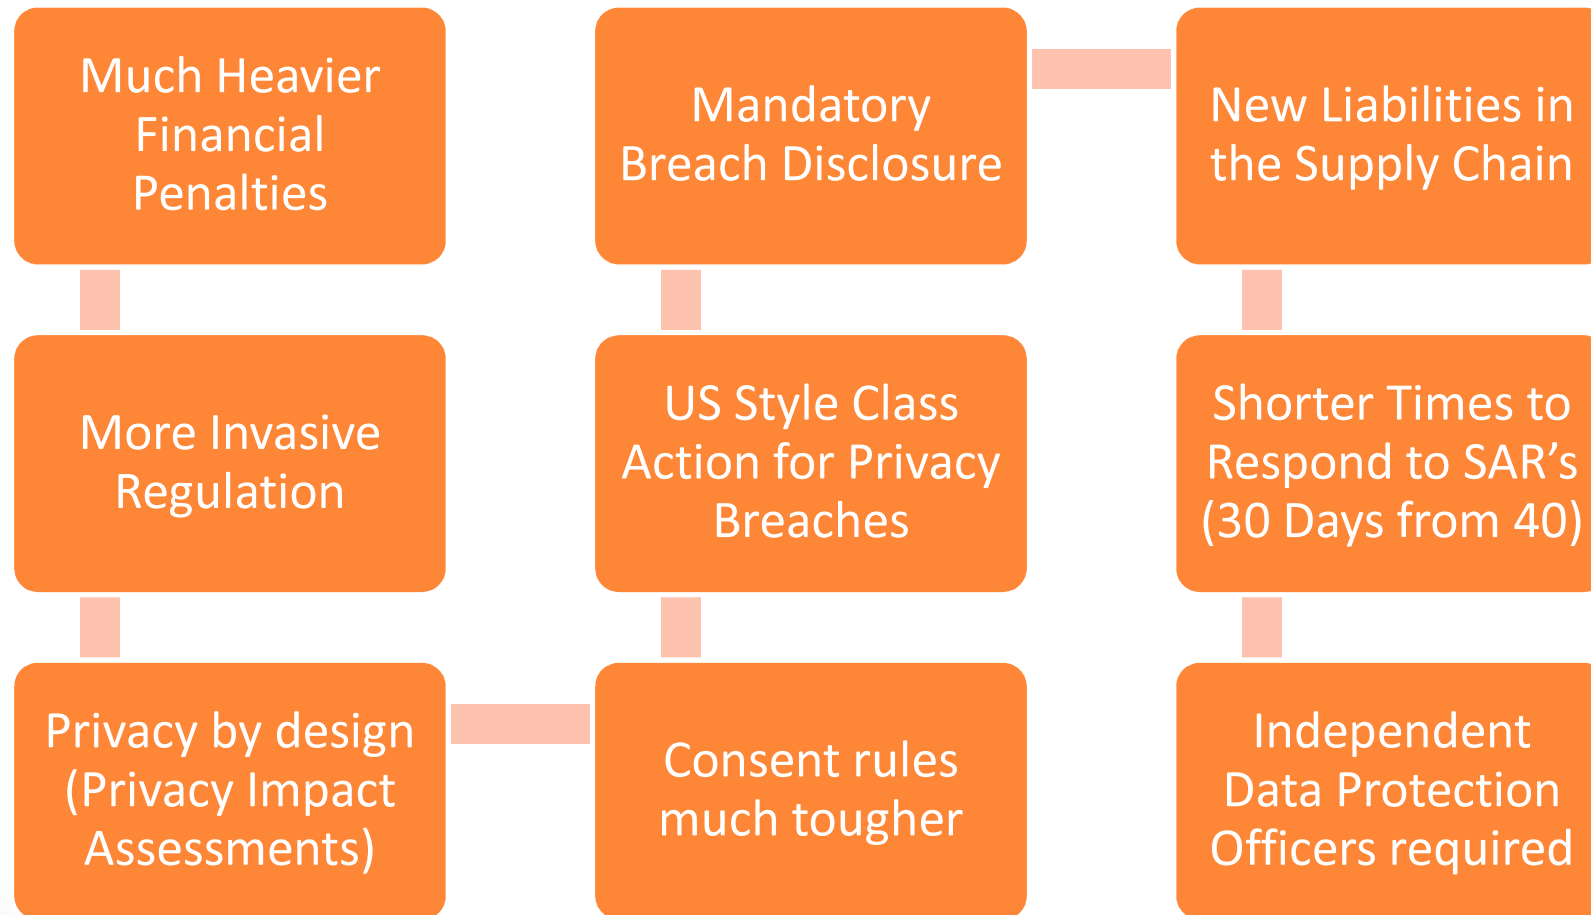 Much Heavier
Financial
Penalties
More Invasive
Regulation
Privacy by design
(Privacy Impact
Assessments)
Consent rules
much tougher
US Style Class
Action for Privacy
Breaches
Mandatory
Breach Disclosure
New Liabilities in
the Supply Chain
Shorter Times to
Respond to SAR’s
(30 Days from 40)
Independent
Data Protection
Officers required